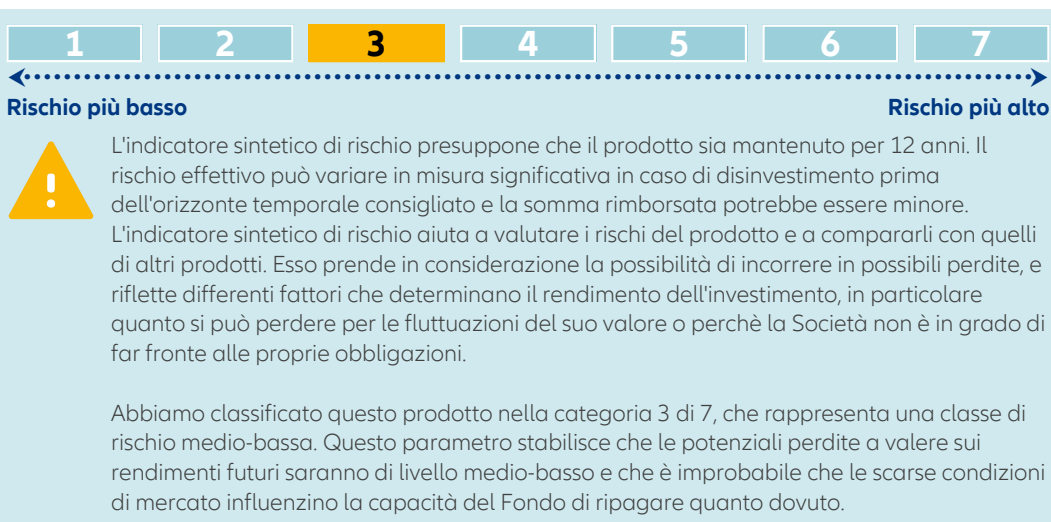 1 2 3 4 5 6 7
Rischio più basso Rischio più alto
L'indicatore sintetico di rischio presuppone che il prodotto sia mantenuto per 12 anni. Il
rischio effettivo può variare in misura significativa in caso di disinvestimento prima
dell'orizzonte temporale consigliato e la somma rimborsata potrebbe essere minore.
L'indicatore sintetico di rischio aiuta a valutare i rischi del prodotto e a compararli con quelli
di altri prodotti. Esso prende in considerazione la possibilità di incorrere in possibili perdite, e
riflette differenti fattori che determinano il rendimento dell'investimento, in particolare
quanto si può perdere per le fluttuazioni del suo valore o perchè la Società non è in grado di
far fronte alle proprie obbligazioni.
Abbiamo classificato questo prodotto nella categoria 3 di 7, che rappresenta una classe di
rischio medio-bassa. Questo parametro stabilisce che le potenziali perdite a valere sui
rendimenti futuri saranno di livello medio-basso e che è improbabile che le scarse condizioni
di mercato influenzino la capacità del Fondo di ripagare quanto dovuto.